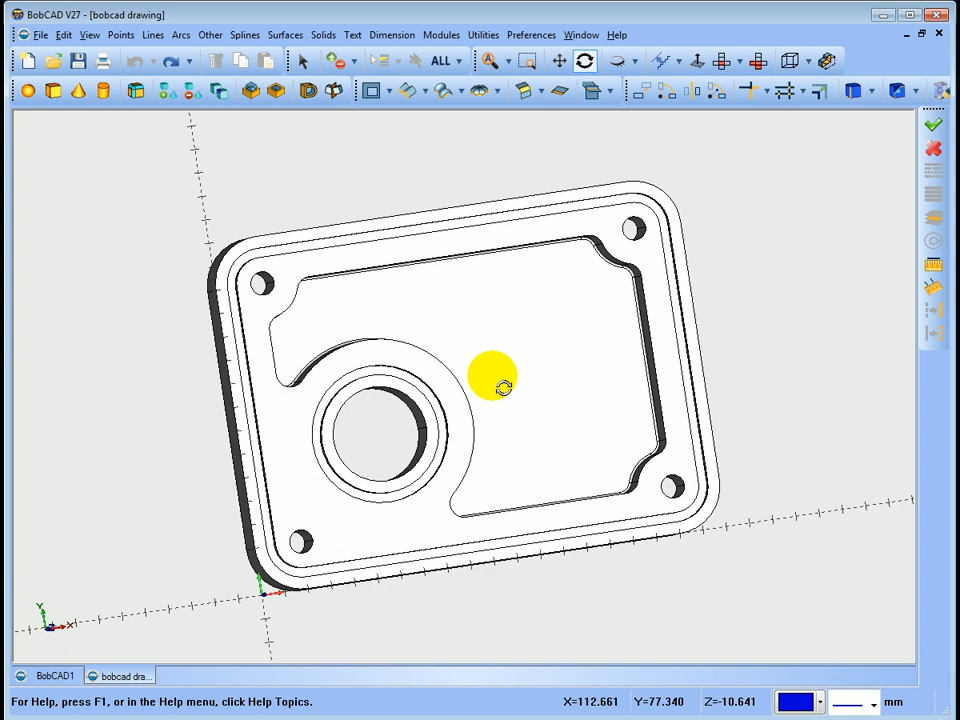 BobCAD V27 - [bobcad drawing]
File Edit View Points Lines Arcs Other Splines Surfaces Solids Text Dimension Modules Utilities Preferences Window Help
ALL
Y
X
BobCAD1 bobcad dra...
For Help, press F1, or in the Help menu, click Help Topics. X=112.661 Y=77.340 Z=-10.641 mm